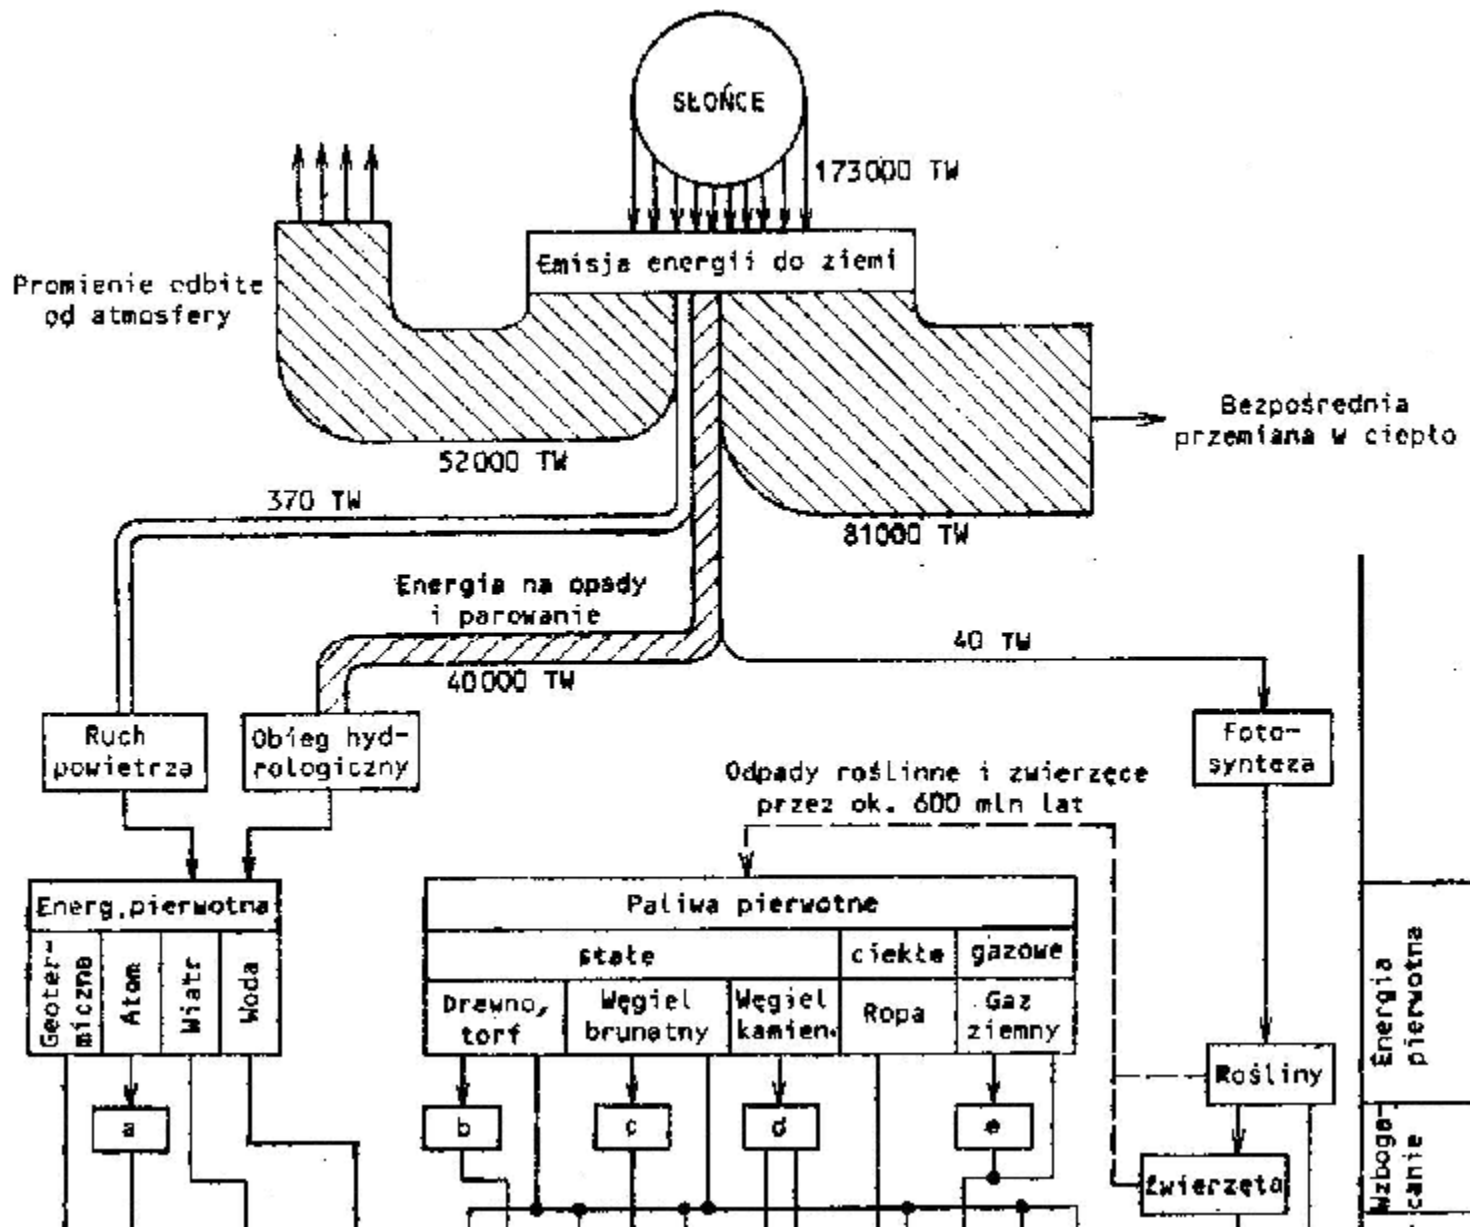 SŁOŃCE
173000 TW
Emisja energii do ziemi
Promienie odbite
od atmosfery
Bezpośrednia
przemiana w ciepło
52000 TW
370 TW
81000 TW
Energia na opady
i parowanie
40 TW
40000 TW
Ruch
powietrza
Obieg hyd-
rologiczny
Foto-
synteza
Odpady roślinne i zwierzęce
przez ok. 600 mln lat
Energ.pierwotna
Paliwa pierwotne
stałe
ciekłe
gazowe
Geoter-
miczna
Atom
Wiatr
Woda
Drewno,
torf
Węgiel
brunatny
Węgiel
kamien.
Ropa
Gaz
ziemny
Energia
pierwotna
Rośliny
a
b
c
d
e
Zwierzęta
Wzboga-
canie